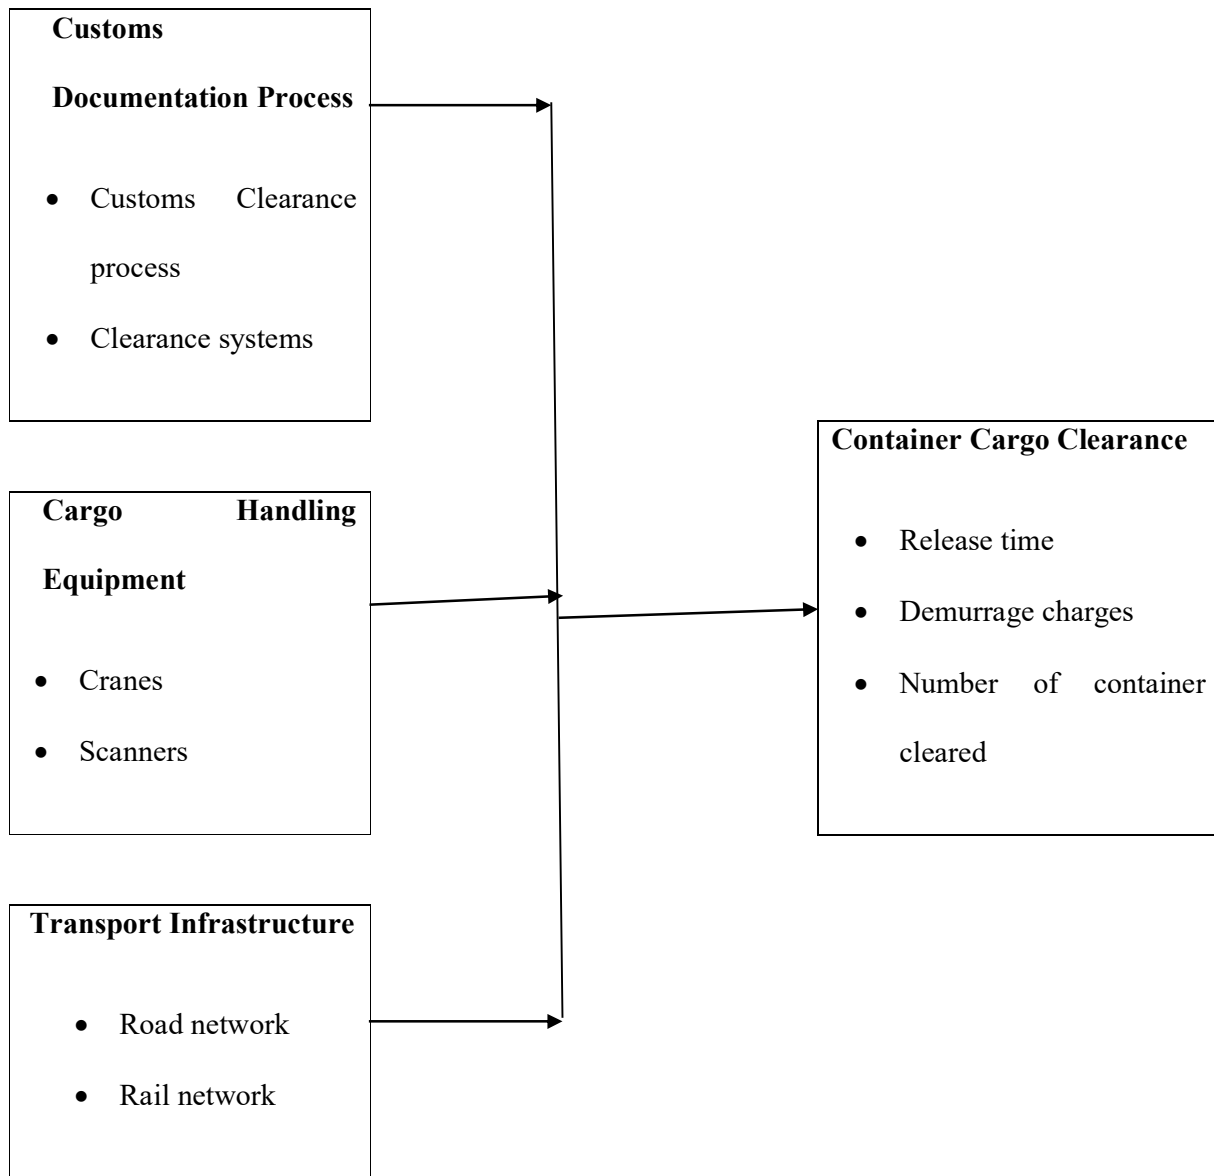 Customs
Documentation Process
• Customs Clearance
process
• Clearance systems
Cargo Handling
Equipment
• Cranes
• Scanners
Transport Infrastructure
• Road network
• Rail network
Container Cargo Clearance
• Release time
• Demurrage charges
• Number of container
cleared